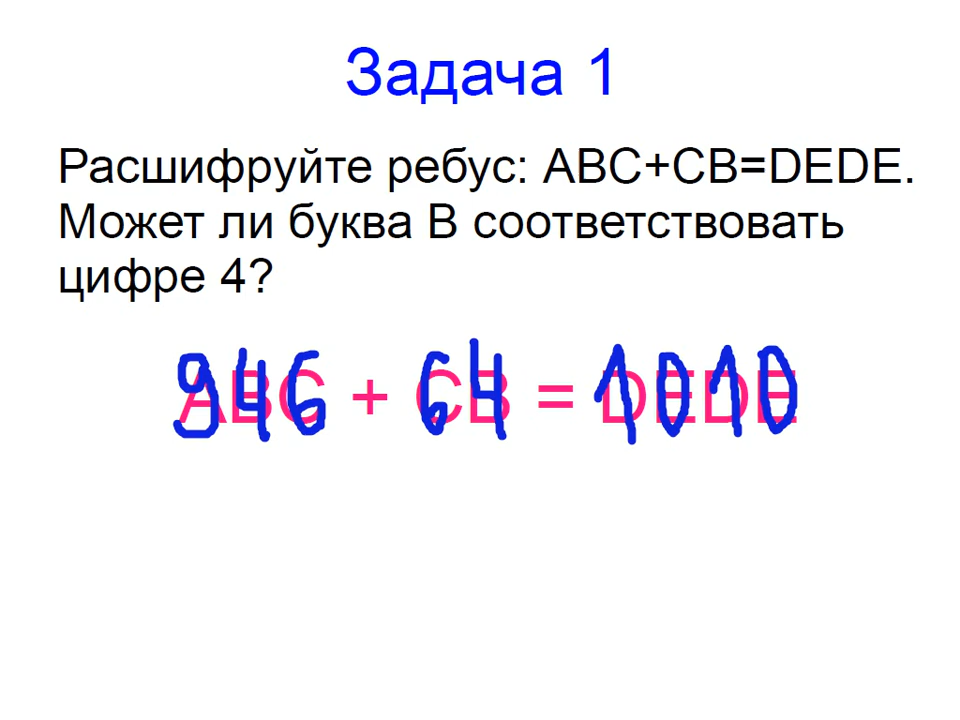 Задача 1
Расшифруйте ребус: ABC+CB=DEDE.
Может ли буква B соответствовать
цифре 4?
ABC + CB = DEDE
946 64 1010